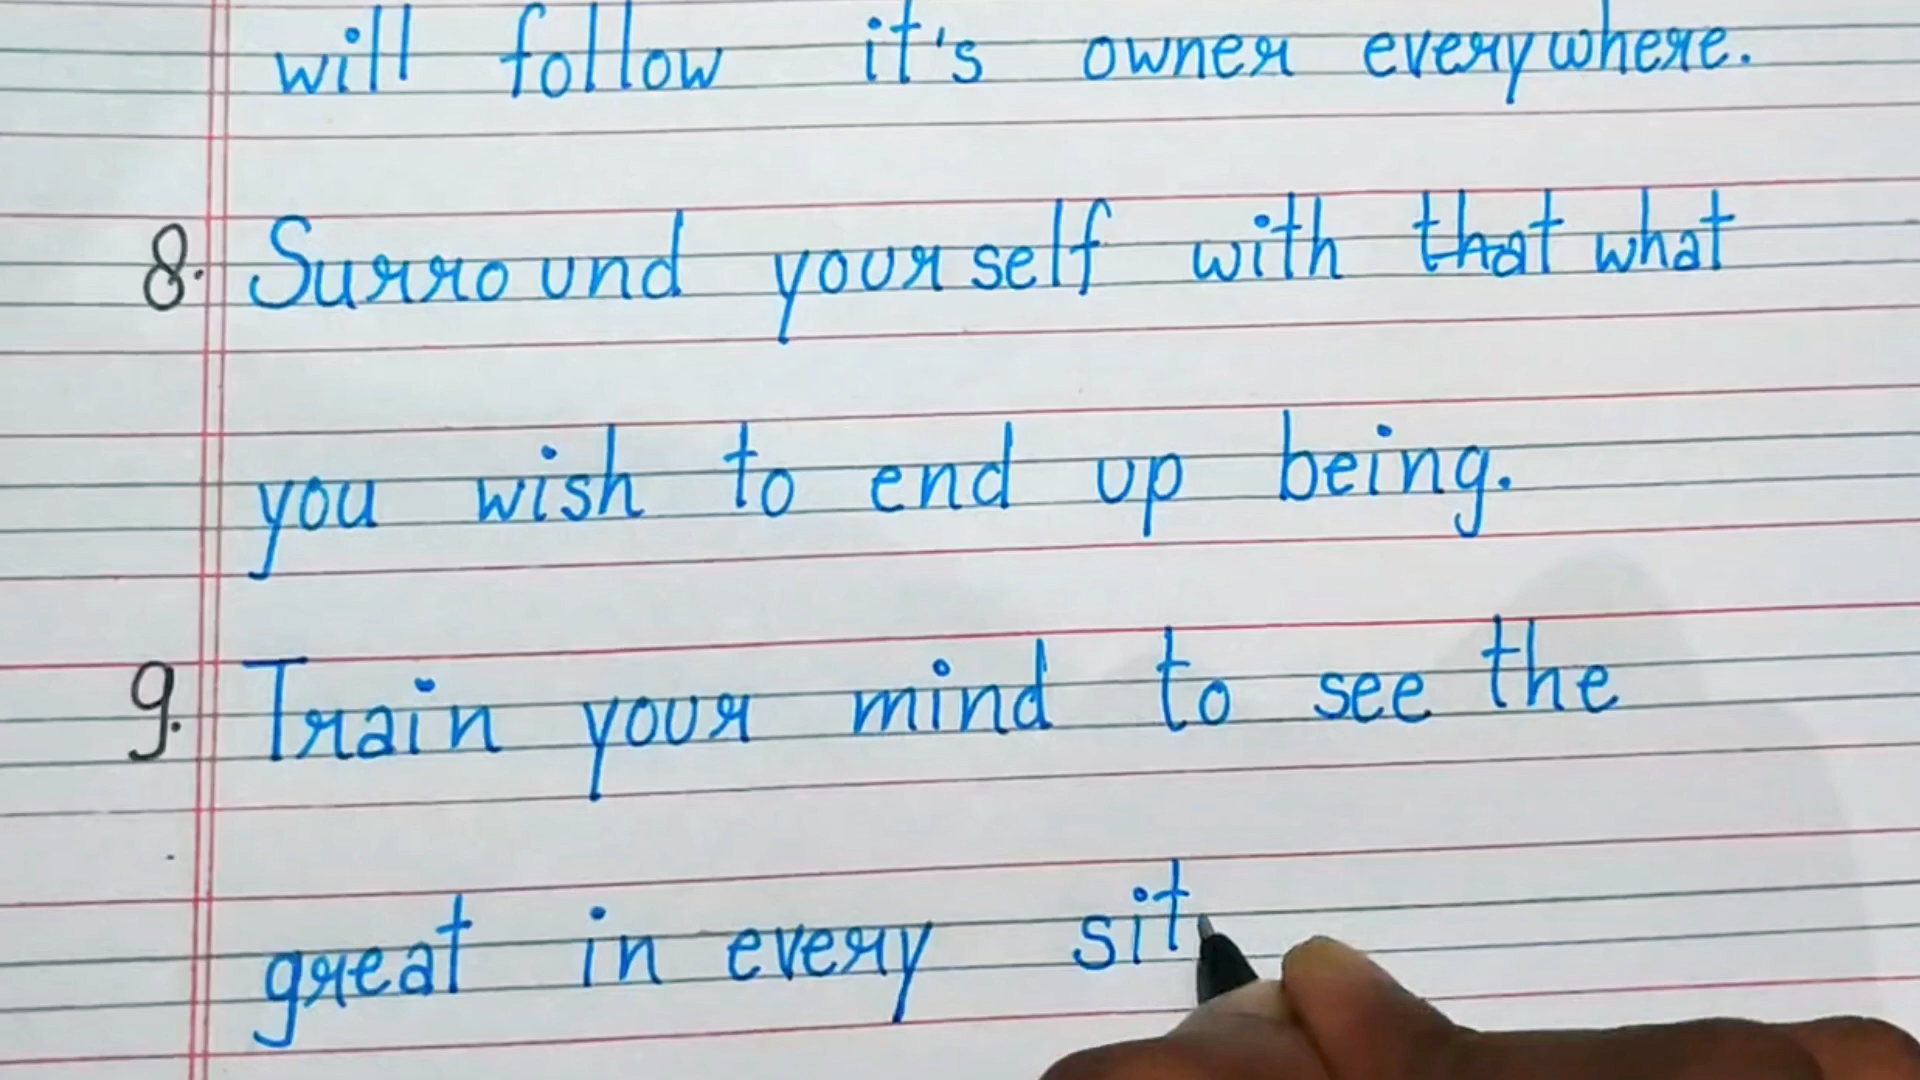 will follow it's owner everywhere.
8. Surround yourself with that what
you wish to end up being.
9. Train your mind to see the
great in every sit